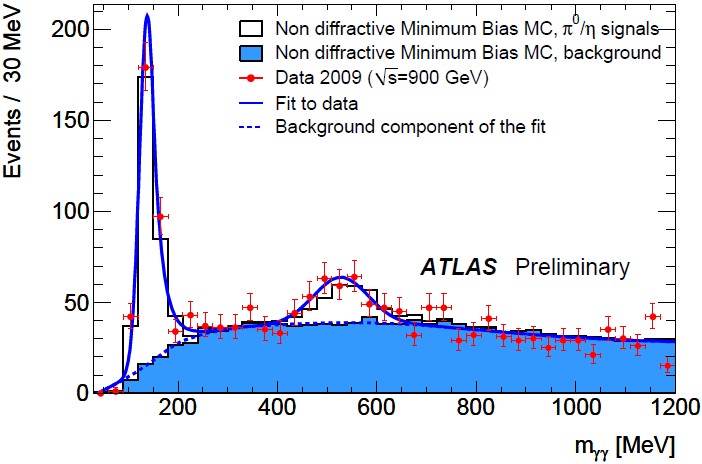 Non diffractive Minimum Bias MC, π⁰/η signals
Non diffractive Minimum Bias MC, background
Data 2009 (√s=900 GeV)
Fit to data
Background component of the fit
ATLAS Preliminary
Events / 30 MeV
200
150
100
50
0
200 400 600 800 1000 1200
mγγ [MeV]